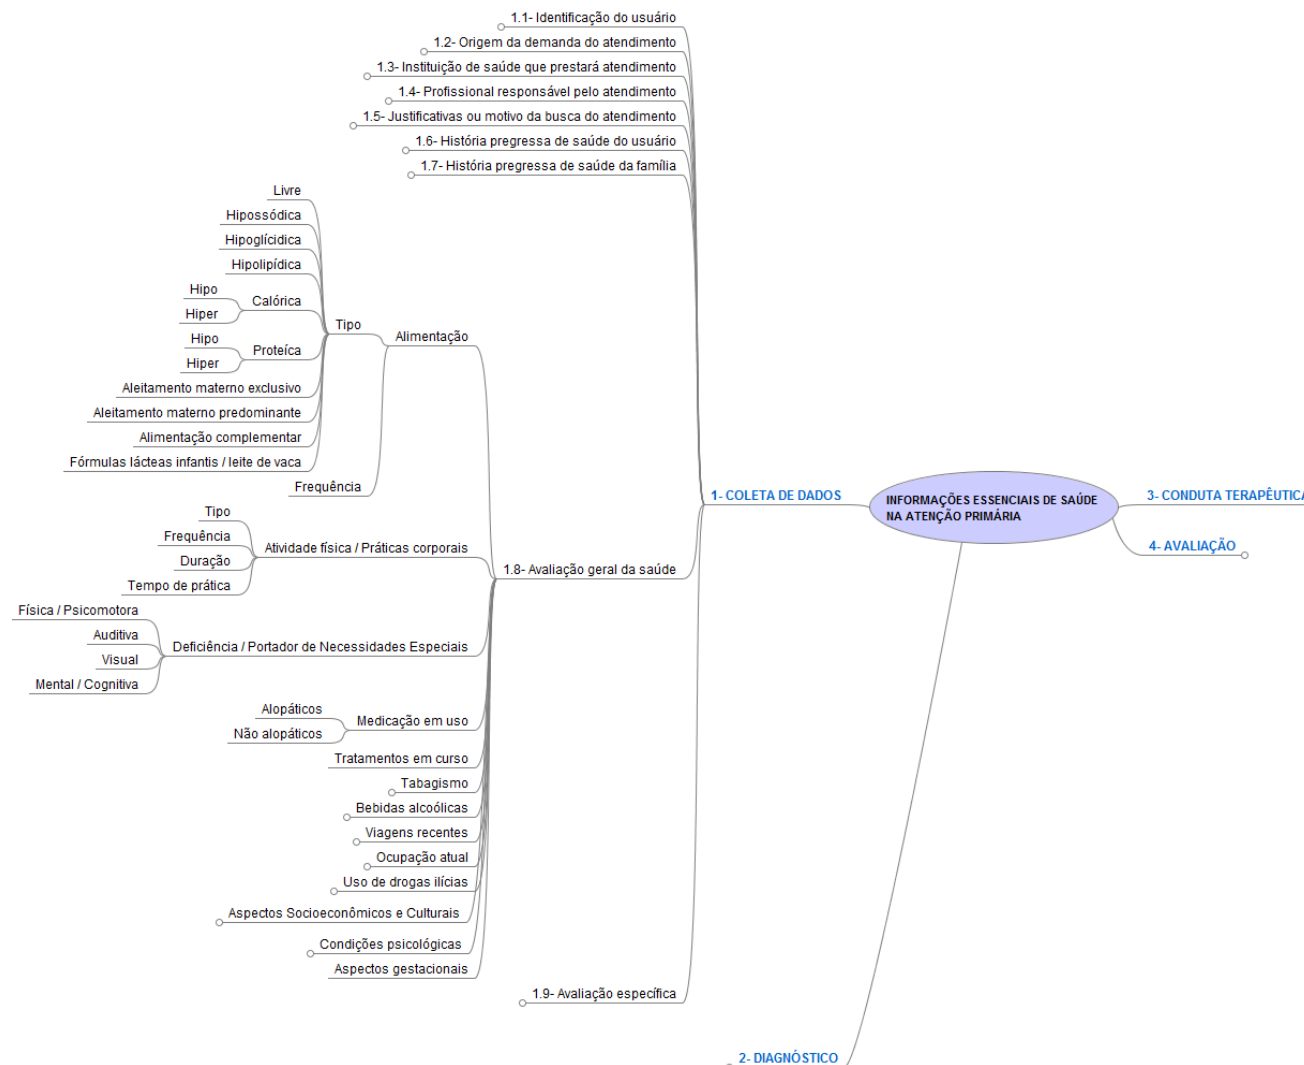 1.1- Identificação do usuário
1.2- Origem da demanda do atendimento
1.3- Instituição de saúde que prestará atendimento
1.4- Profissional responsável pelo atendimento
1.5- Justificativas ou motivo da busca do atendimento
1.6- História pregressa de saúde do usuário
1.7- História pregressa de saúde da família
Livre
Hipossódica
Hipoglícidica
Hipolipídica
Hipo
Hiper
Calórica
Hipo
Hiper
Proteíca
Aleitamento materno exclusivo
Aleitamento materno predominante
Alimentação complementar
Fórmulas lácteas infantis / leite de vaca
Tipo
Frequência
Alimentação
Tipo
Frequência
Duração
Tempo de prática
Atividade física / Práticas corporais
Física / Psicomotora
Auditiva
Visual
Mental / Cognitiva
Deficiência / Portador de Necessidades Especiais
Alopáticos
Não alopáticos
Medicação em uso
Tratamentos em curso
Tabagismo
Bebidas alcoólicas
Viagens recentes
Ocupação atual
Uso de drogas ilícias
Aspectos Socioeconômicos e Culturais
Condições psicológicas
Aspectos gestacionais
1.8- Avaliação geral da saúde
1.9- Avaliação específica
1- COLETA DE DADOS
INFORMAÇÕES ESSENCIAIS DE SAÚDE
NA ATENÇÃO PRIMÁRIA
3- CONDUTA TERAPÊUTICA
4- AVALIAÇÃO
2- DIAGNÓSTICO